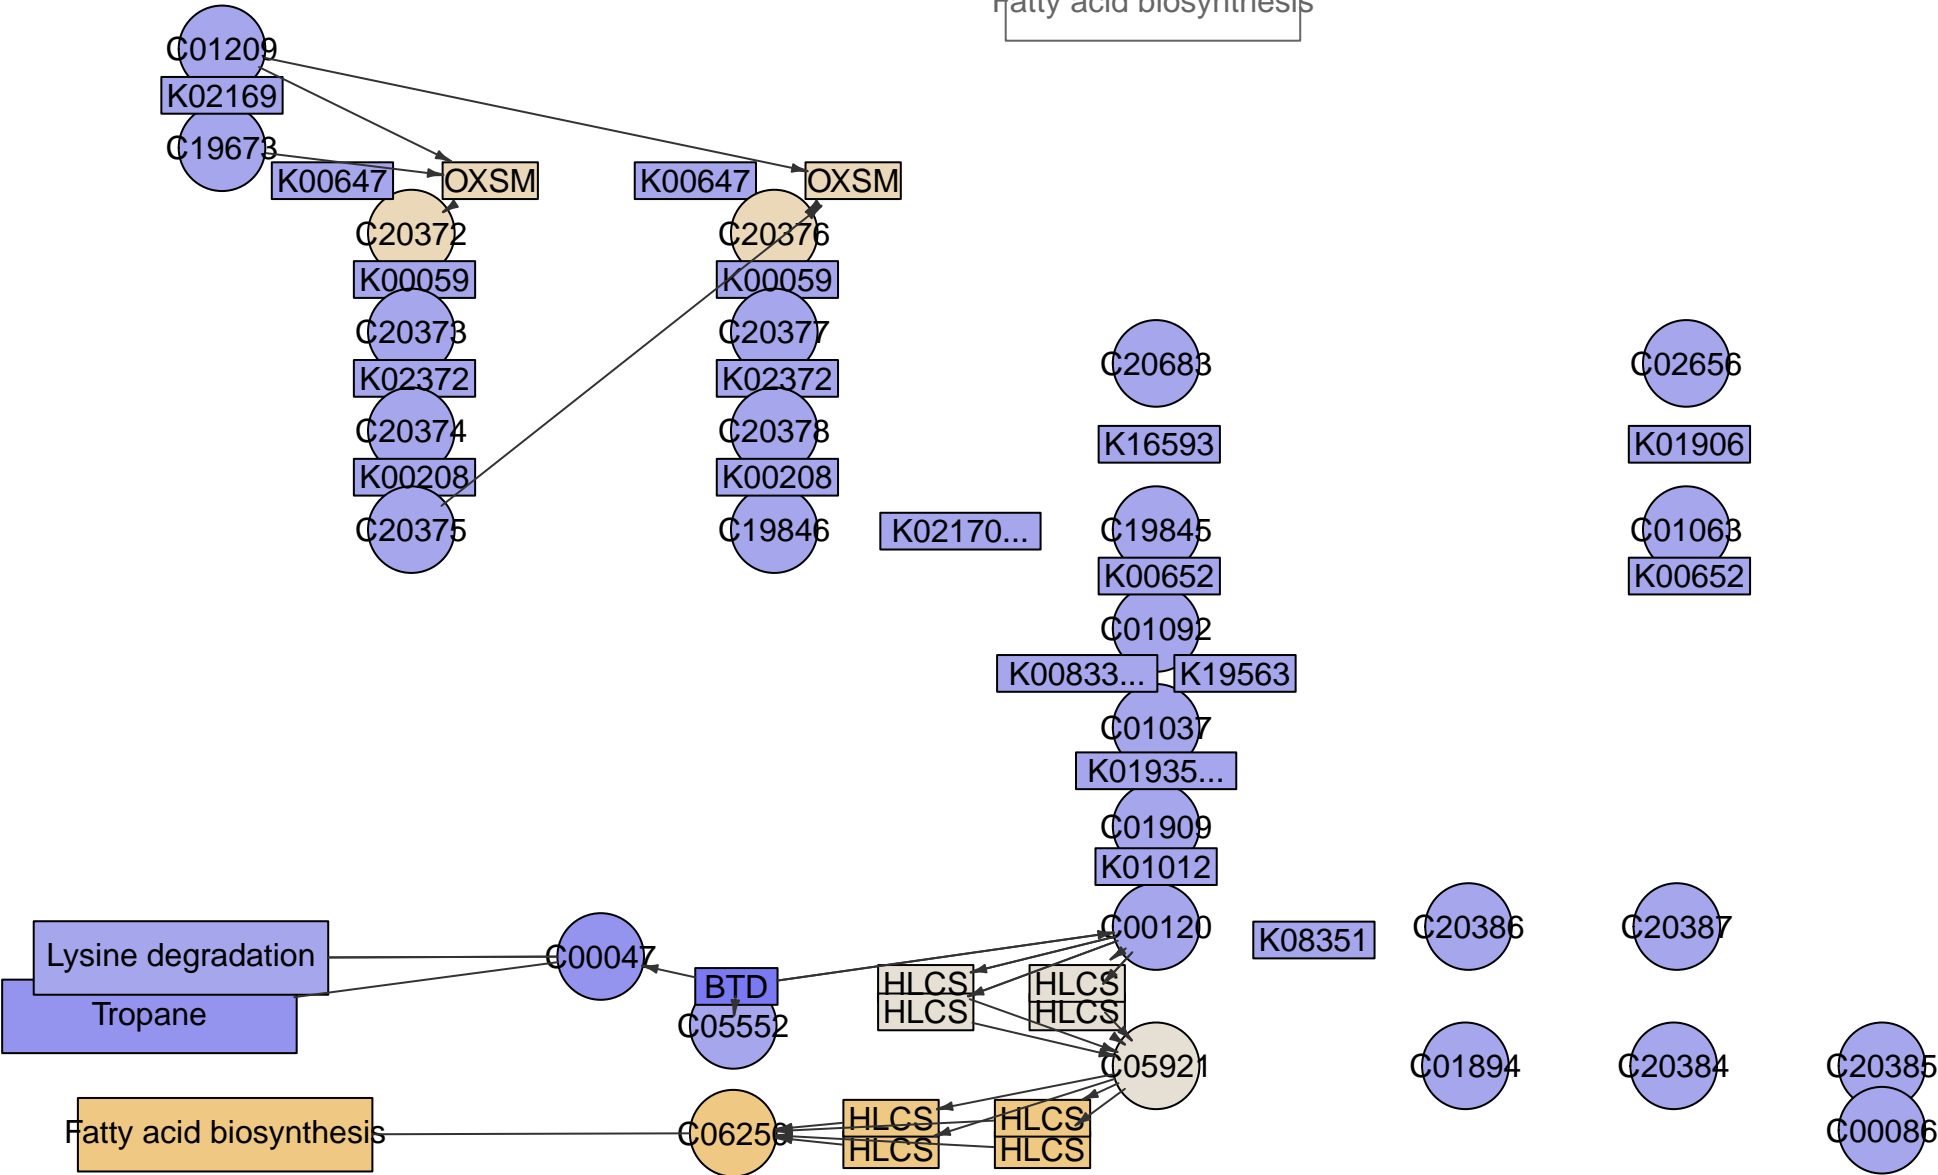 Fatty acid biosynthesis
C01209
K02169
C19673
K00647
OXSM
K00647
OXSM
C20372
C20376
K00059
K00059
C20373
C20377
C20683
C02656
K02372
K02372
C20374
C20378
K16593
K01906
K00208
K00208
C20375
C19846
K02170...
C19845
C01063
K00652
K00652
C01092
K00833...
K19563
C01037
K01935...
C01909
K01012
C00120
K08351
C20386
C20387
Lysine degradation
C00047
BTD
HLCS
HLCS
Tropane
C05552
HLCS
HLCS
C05921
C01894
C20384
C20385
Fatty acid biosynthesis
C06250
HLCS
HLCS
C00086
HLCS
HLCS